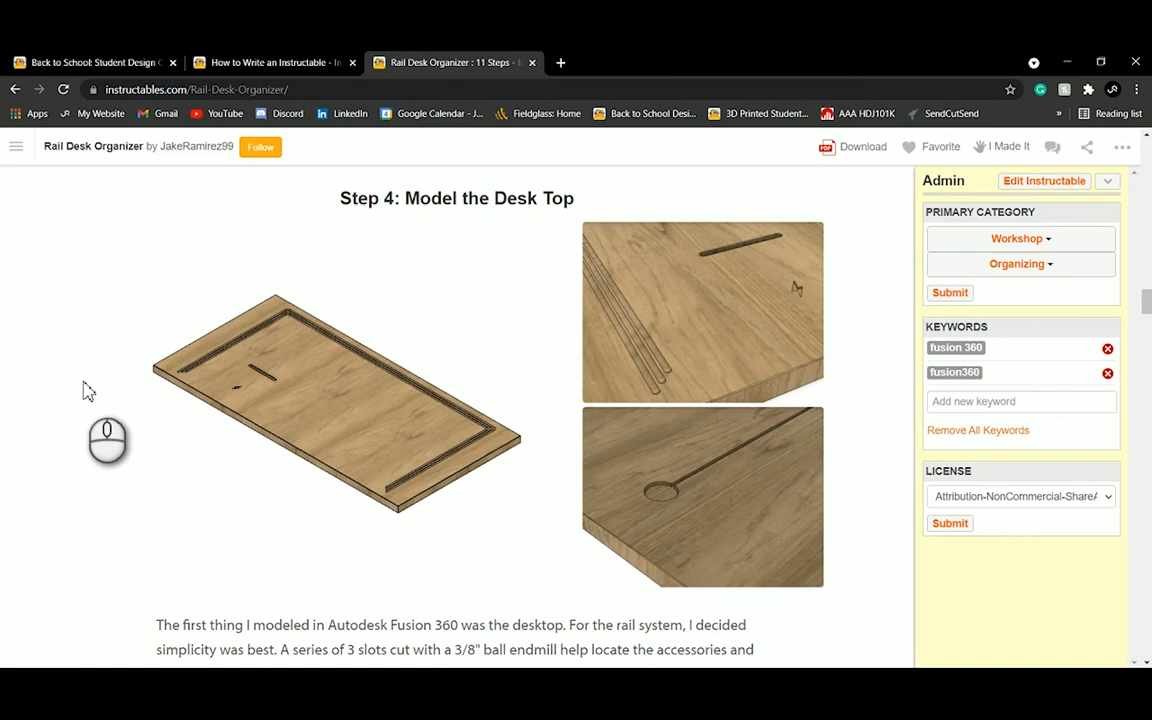 Back to School: Student Design C
How to Write an Instructable - In
Rail Desk Organizer : 11 Steps - I
instructables.com/Rail-Desk-Organizer/
Apps My Website Gmail YouTube Discord LinkedIn Google Calendar - J... Fieldglass: Home Back to School Desi... 3D Printed Student... AAA HDJ101K SendCutSend » Reading list
Rail Desk Organizer by JakeRamirez99 Follow Download Favorite I Made It
Admin Edit Instructable
PRIMARY CATEGORY
Workshop
Organizing
Submit
KEYWORDS
fusion 360
fusion360
Add new keyword
Remove All Keywords
LICENSE
Attribution-NonCommercial-ShareA
Submit
Step 4: Model the Desk Top
The first thing I modeled in Autodesk Fusion 360 was the desktop. For the rail system, I decided
simplicity was best. A series of 3 slots cut with a 3/8" ball endmill help locate the accessories and